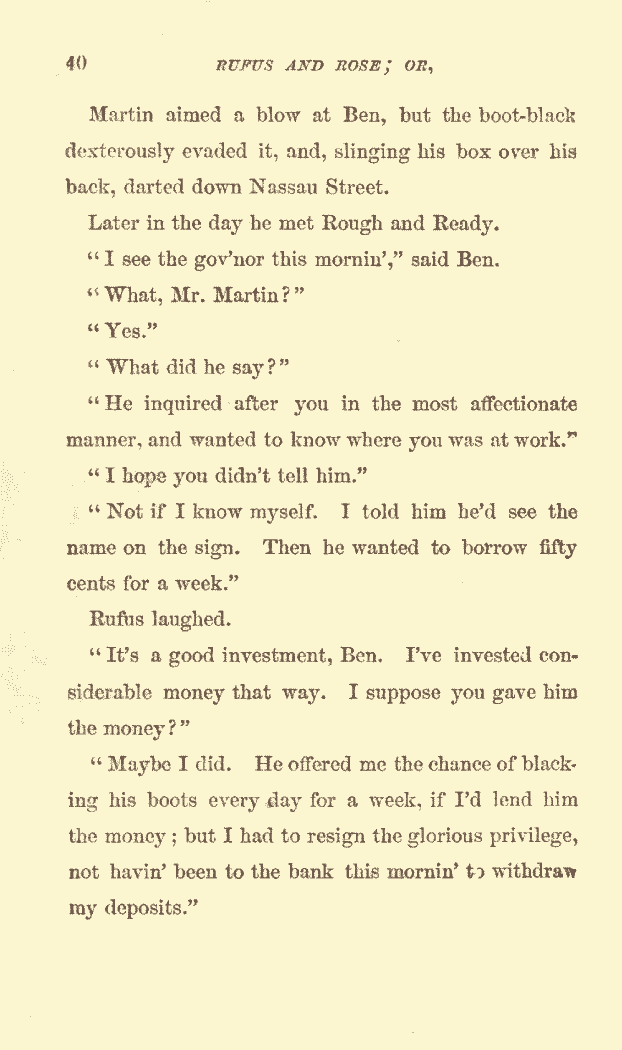 40 RUFUS AND ROSE; OR,
Martin aimed a blow at Ben, but the boot-black
dexterously evaded it, and, slinging his box over his
back, darted down Nassau Street.
Later in the day he met Rough and Ready.
“I see the gov’nor this mornin’,” said Ben.
“What, Mr. Martin?”
“Yes.”
“What did he say?”
“He inquired after you in the most affectionate
manner, and wanted to know where you was at work.”
“I hope you didn’t tell him.”
“Not if I know myself. I told him he’d see the
name on the sign. Then he wanted to borrow fifty
cents for a week.”
Rufus laughed.
“It’s a good investment, Ben. I’ve invested con-
siderable money that way. I suppose you gave him
the money?”
“Maybe I did. He offered me the chance of black-
ing his boots every day for a week, if I’d lend him
the money; but I had to resign the glorious privilege,
not havin’ been to the bank this mornin’ to withdraw
my deposits.”